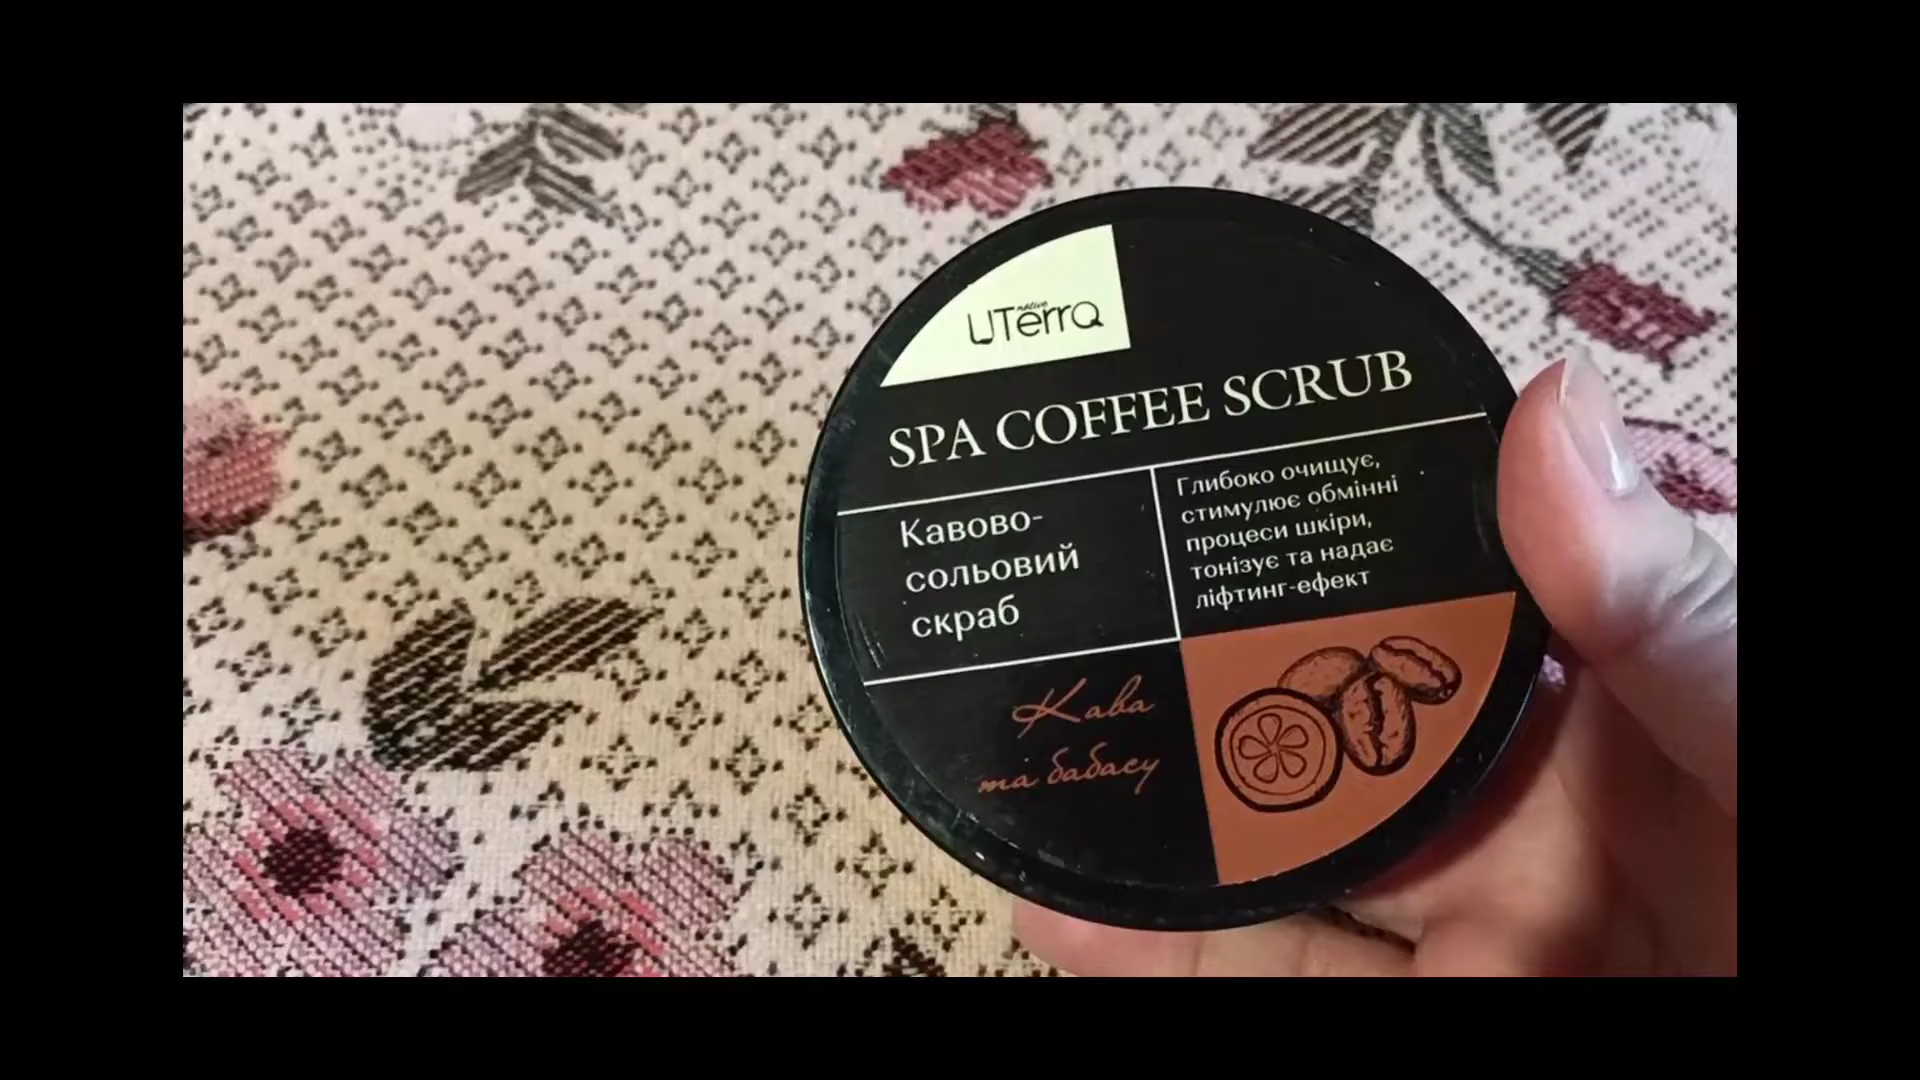 native
UTerra
SPA COFFEE SCRUB
Кавово-
сольовий
скраб
Глибоко очищує,
стимулює обмінні
процеси шкіри,
тонізує та надає
ліфтинг-ефект
Кава
та бабасу